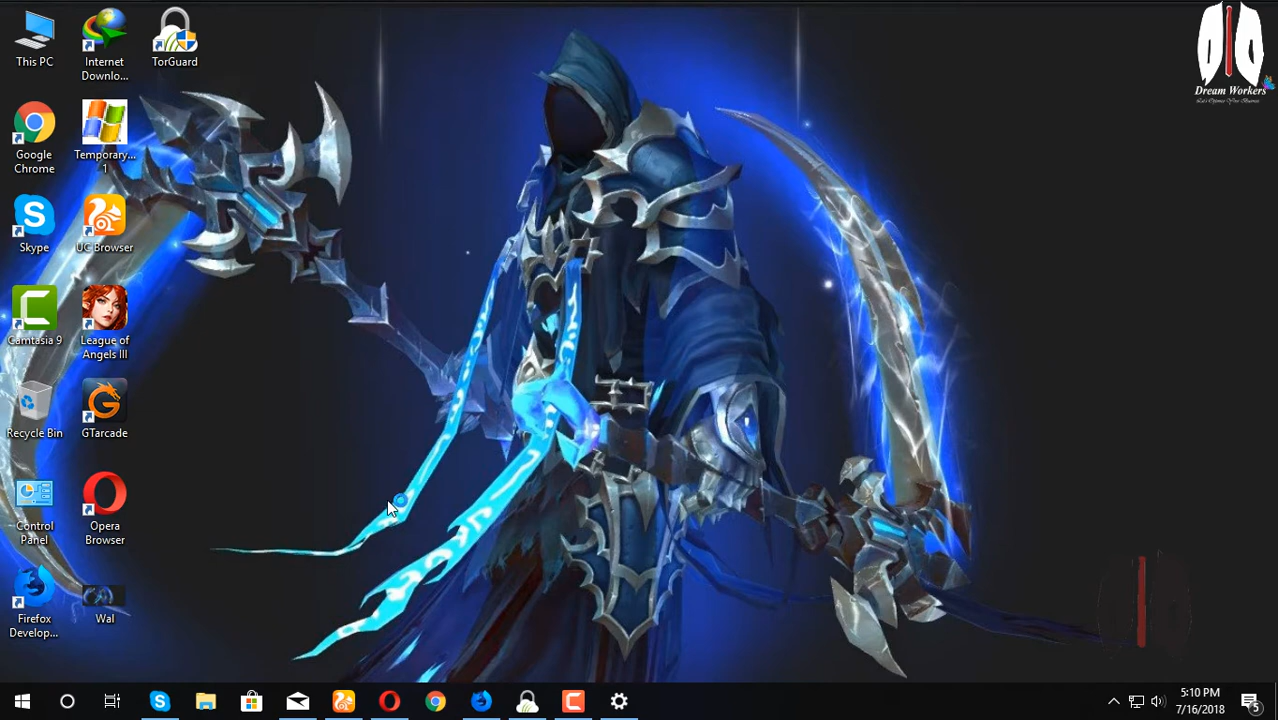 This PC
Internet
Downlo...
TorGuard
Google
Chrome
Temporary...
1
Skype
UC Browser
Camtasia 9
League of
Angels III
Recycle Bin
GTarcade
Control
Panel
Opera
Browser
Firefox
Develop...
Wal
Dream Workers
5:10 PM
7/16/2018
5